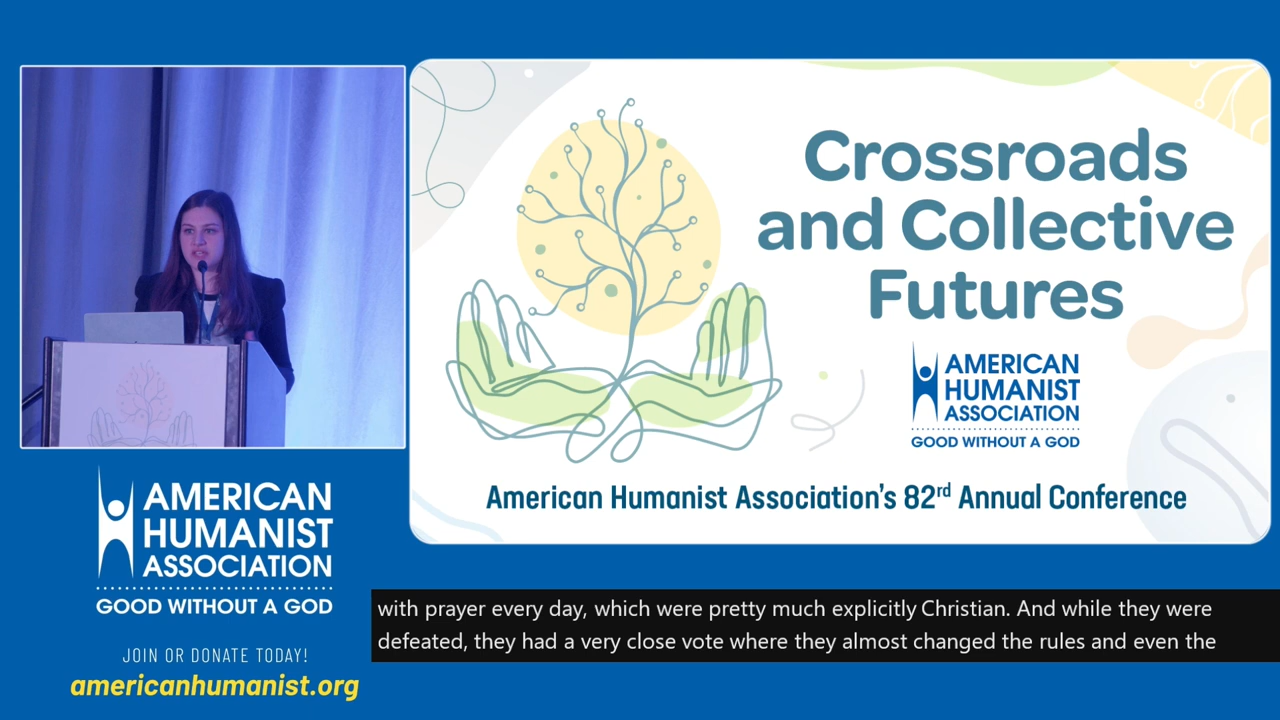 Crossroads
and Collective
Futures
AMERICAN
HUMANIST
ASSOCIATION
GOOD WITHOUT A GOD
American Humanist Association's 82rd Annual Conference
AMERICAN
HUMANIST
ASSOCIATION
GOOD WITHOUT A GOD
JOIN OR DONATE TODAY!
americanhumanist.org
with prayer every day, which were pretty much explicitly Christian. And while they were
defeated, they had a very close vote where they almost changed the rules and even the